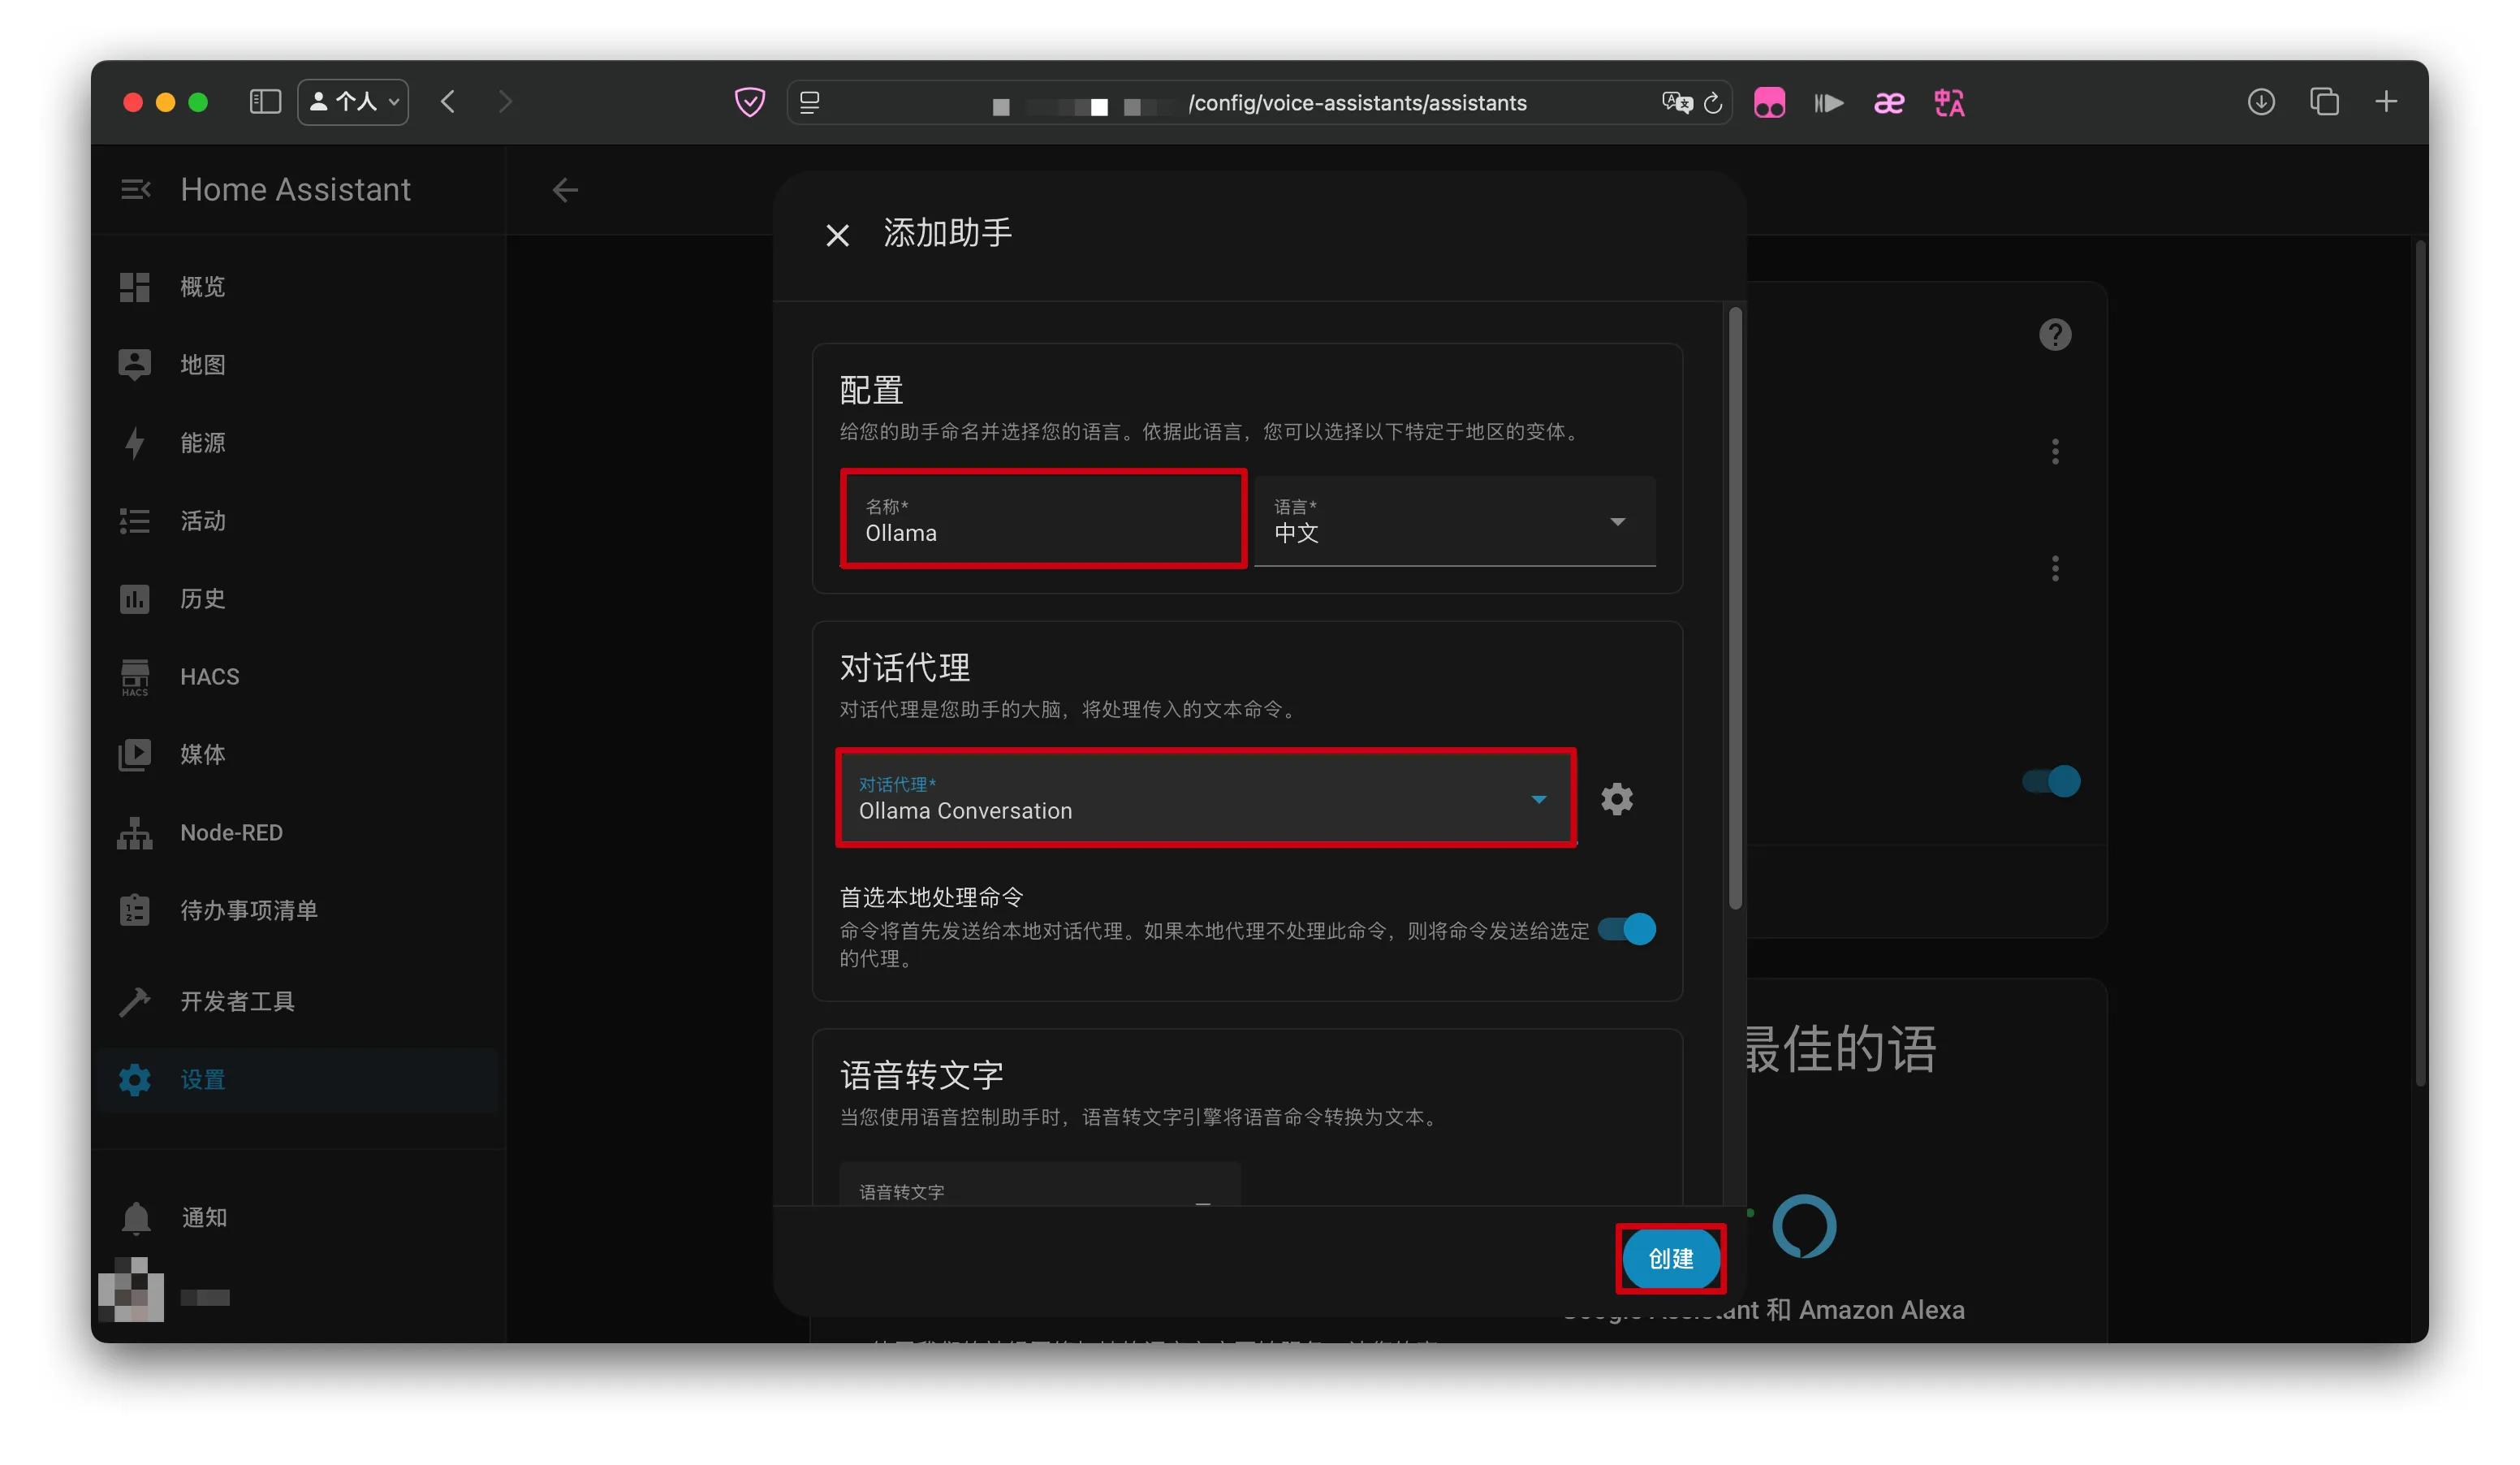 个人
/config/voice-assistants/assistants
Home Assistant
概览
地图
能源
活动
历史
HACS
HACS
媒体
Node-RED
待办事项清单
开发者工具
设置
通知
添加助手
配置
给您的助手命名并选择您的语言。依据此语言，您可以选择以下特定于地区的变体。
名称*
Ollama
语言*
中文
对话代理
对话代理是您助手的大脑，将处理传入的文本命令。
对话代理*
Ollama Conversation
首选本地处理命令
命令将首先发送给本地对话代理。如果本地代理不处理此命令，则将命令发送给选定
的代理。
语音转文字
当您使用语音控制助手时，语音转文字引擎将语音命令转换为文本。
语音转文字
创建
最佳的语
Google Assistant 和 Amazon Alexa